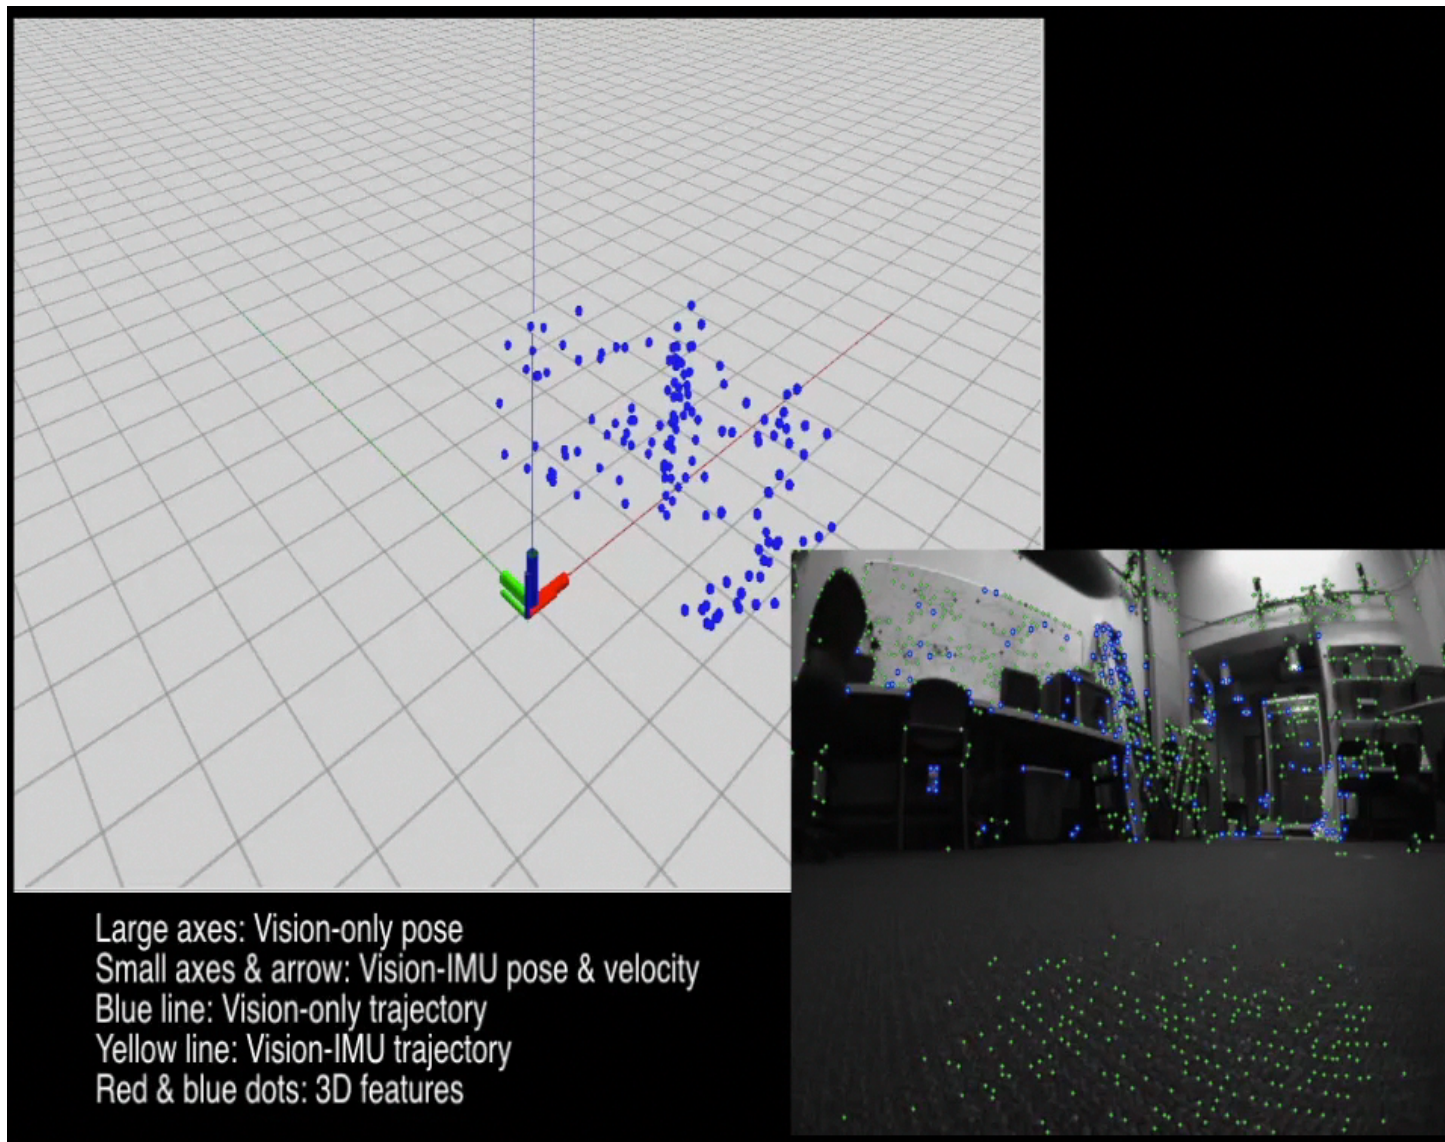 Large axes: Vision-only pose
Small axes & arrow: Vision-IMU pose & velocity
Blue line: Vision-only trajectory
Yellow line: Vision-IMU trajectory
Red & blue dots: 3D features